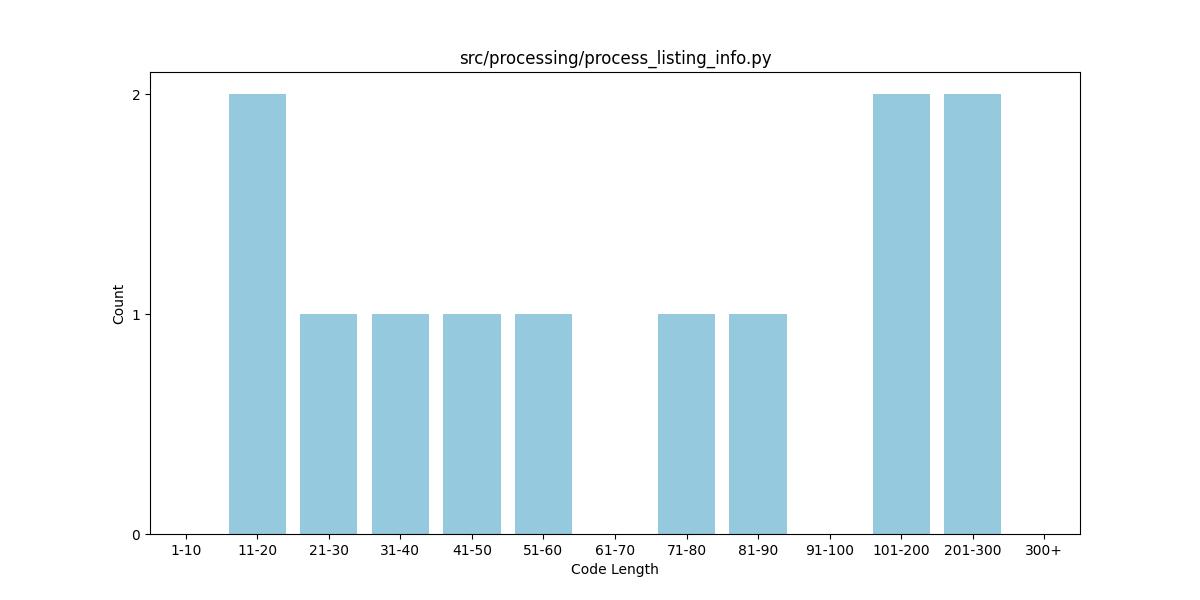 src/processing/process_listing_info.py
2
1
0
Count
1-10 11-20 21-30 31-40 41-50 51-60 61-70 71-80 81-90 91-100 101-200 201-300 300+
Code Length